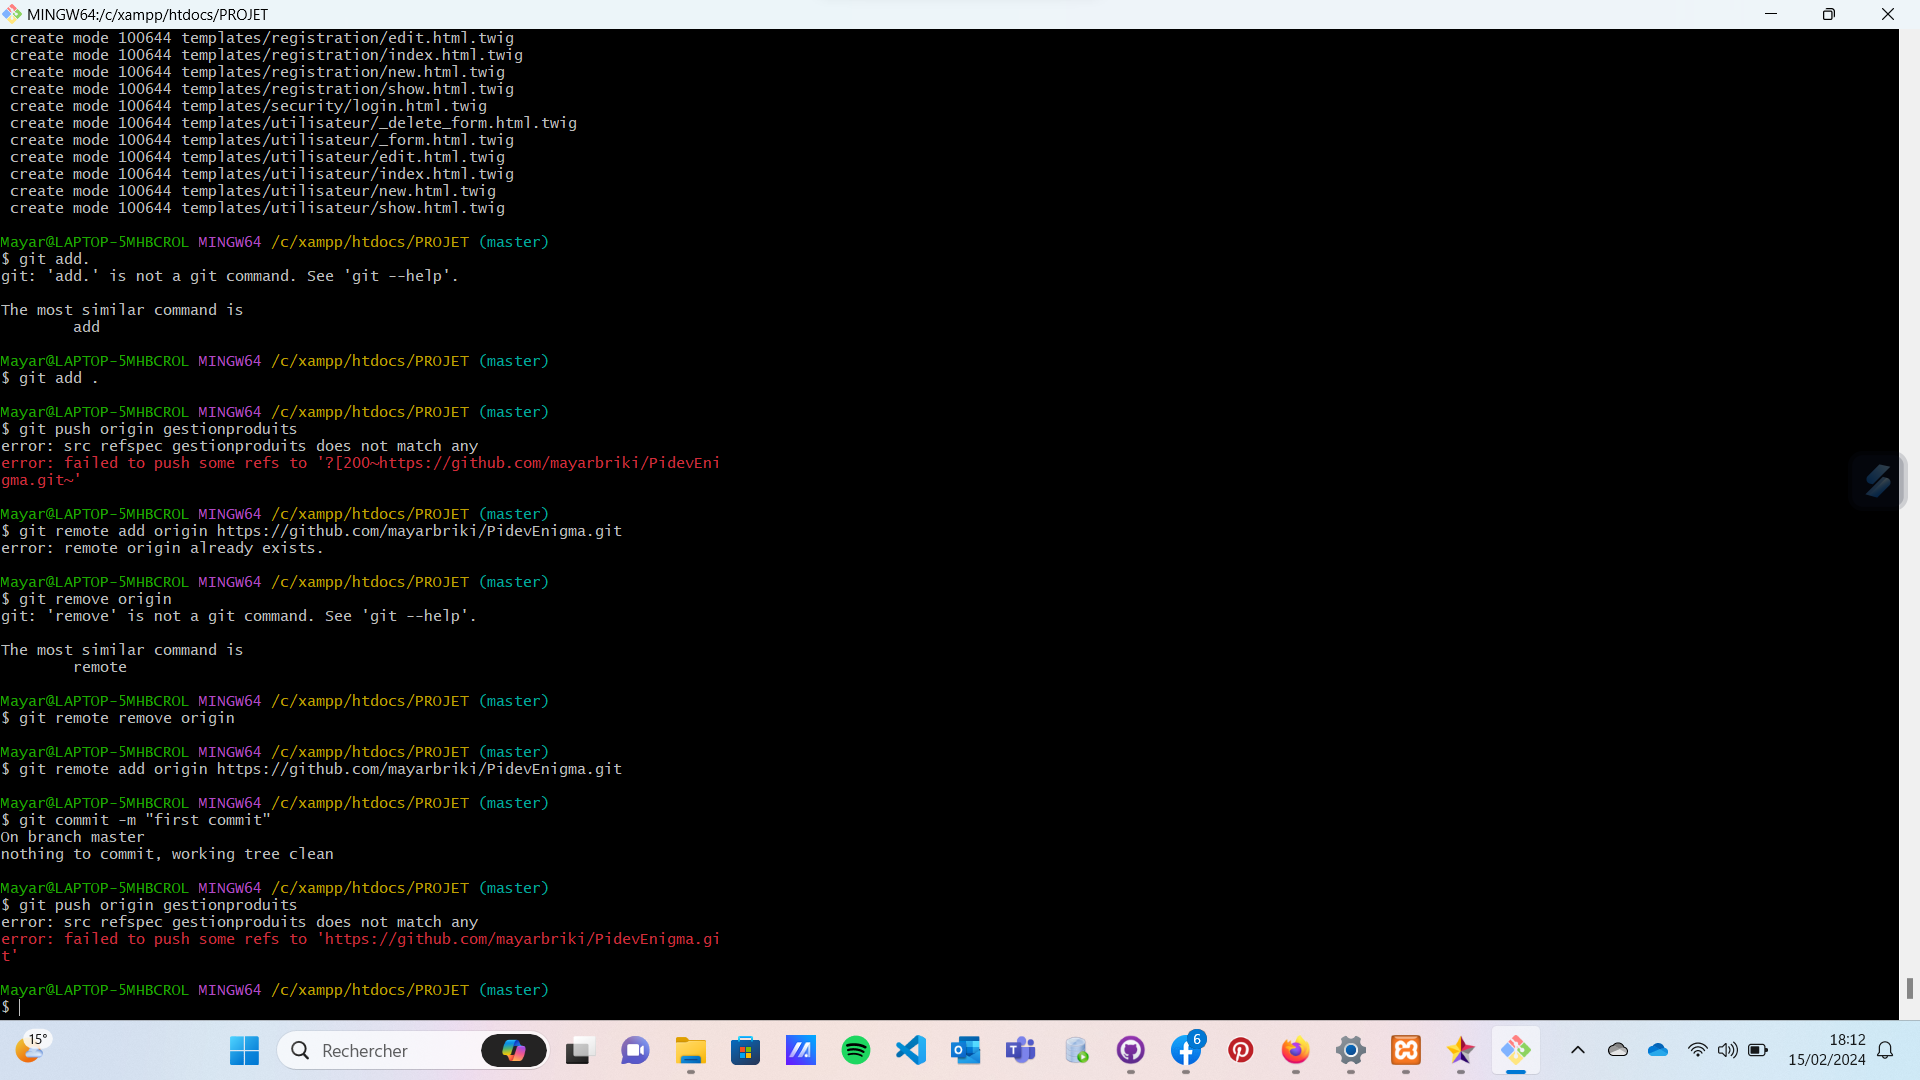 MINGW64:/c/xampp/htdocs/PROJET
create mode 100644 templates/registration/edit.html.twig
create mode 100644 templates/registration/index.html.twig
create mode 100644 templates/registration/new.html.twig
create mode 100644 templates/registration/show.html.twig
create mode 100644 templates/security/login.html.twig
create mode 100644 templates/utilisateur/_delete_form.html.twig
create mode 100644 templates/utilisateur/_form.html.twig
create mode 100644 templates/utilisateur/edit.html.twig
create mode 100644 templates/utilisateur/index.html.twig
create mode 100644 templates/utilisateur/new.html.twig
create mode 100644 templates/utilisateur/show.html.twig
Mayar@LAPTOP-5MHBCROL MINGW64 /c/xampp/htdocs/PROJET (master)
$ git add.
git: 'add.' is not a git command. See 'git --help'.
The most similar command is
add
Mayar@LAPTOP-5MHBCROL MINGW64 /c/xampp/htdocs/PROJET (master)
$ git add .
Mayar@LAPTOP-5MHBCROL MINGW64 /c/xampp/htdocs/PROJET (master)
$ git push origin gestionproduits
error: src refspec gestionproduits does not match any
error: failed to push some refs to '?[200~https://github.com/mayarbriki/PidevEni
gma.git~'
Mayar@LAPTOP-5MHBCROL MINGW64 /c/xampp/htdocs/PROJET (master)
$ git remote add origin https://github.com/mayarbriki/PidevEnigma.git
error: remote origin already exists.
Mayar@LAPTOP-5MHBCROL MINGW64 /c/xampp/htdocs/PROJET (master)
$ git remove origin
git: 'remove' is not a git command. See 'git --help'.
The most similar command is
remote
Mayar@LAPTOP-5MHBCROL MINGW64 /c/xampp/htdocs/PROJET (master)
$ git remote remove origin
Mayar@LAPTOP-5MHBCROL MINGW64 /c/xampp/htdocs/PROJET (master)
$ git remote add origin https://github.com/mayarbriki/PidevEnigma.git
Mayar@LAPTOP-5MHBCROL MINGW64 /c/xampp/htdocs/PROJET (master)
$ git commit -m "first commit"
On branch master
nothing to commit, working tree clean
Mayar@LAPTOP-5MHBCROL MINGW64 /c/xampp/htdocs/PROJET (master)
$ git push origin gestionproduits
error: src refspec gestionproduits does not match any
error: failed to push some refs to 'https://github.com/mayarbriki/PidevEnigma.gi
t'
Mayar@LAPTOP-5MHBCROL MINGW64 /c/xampp/htdocs/PROJET (master)
$
15°
Rechercher
6
18:12
15/02/2024